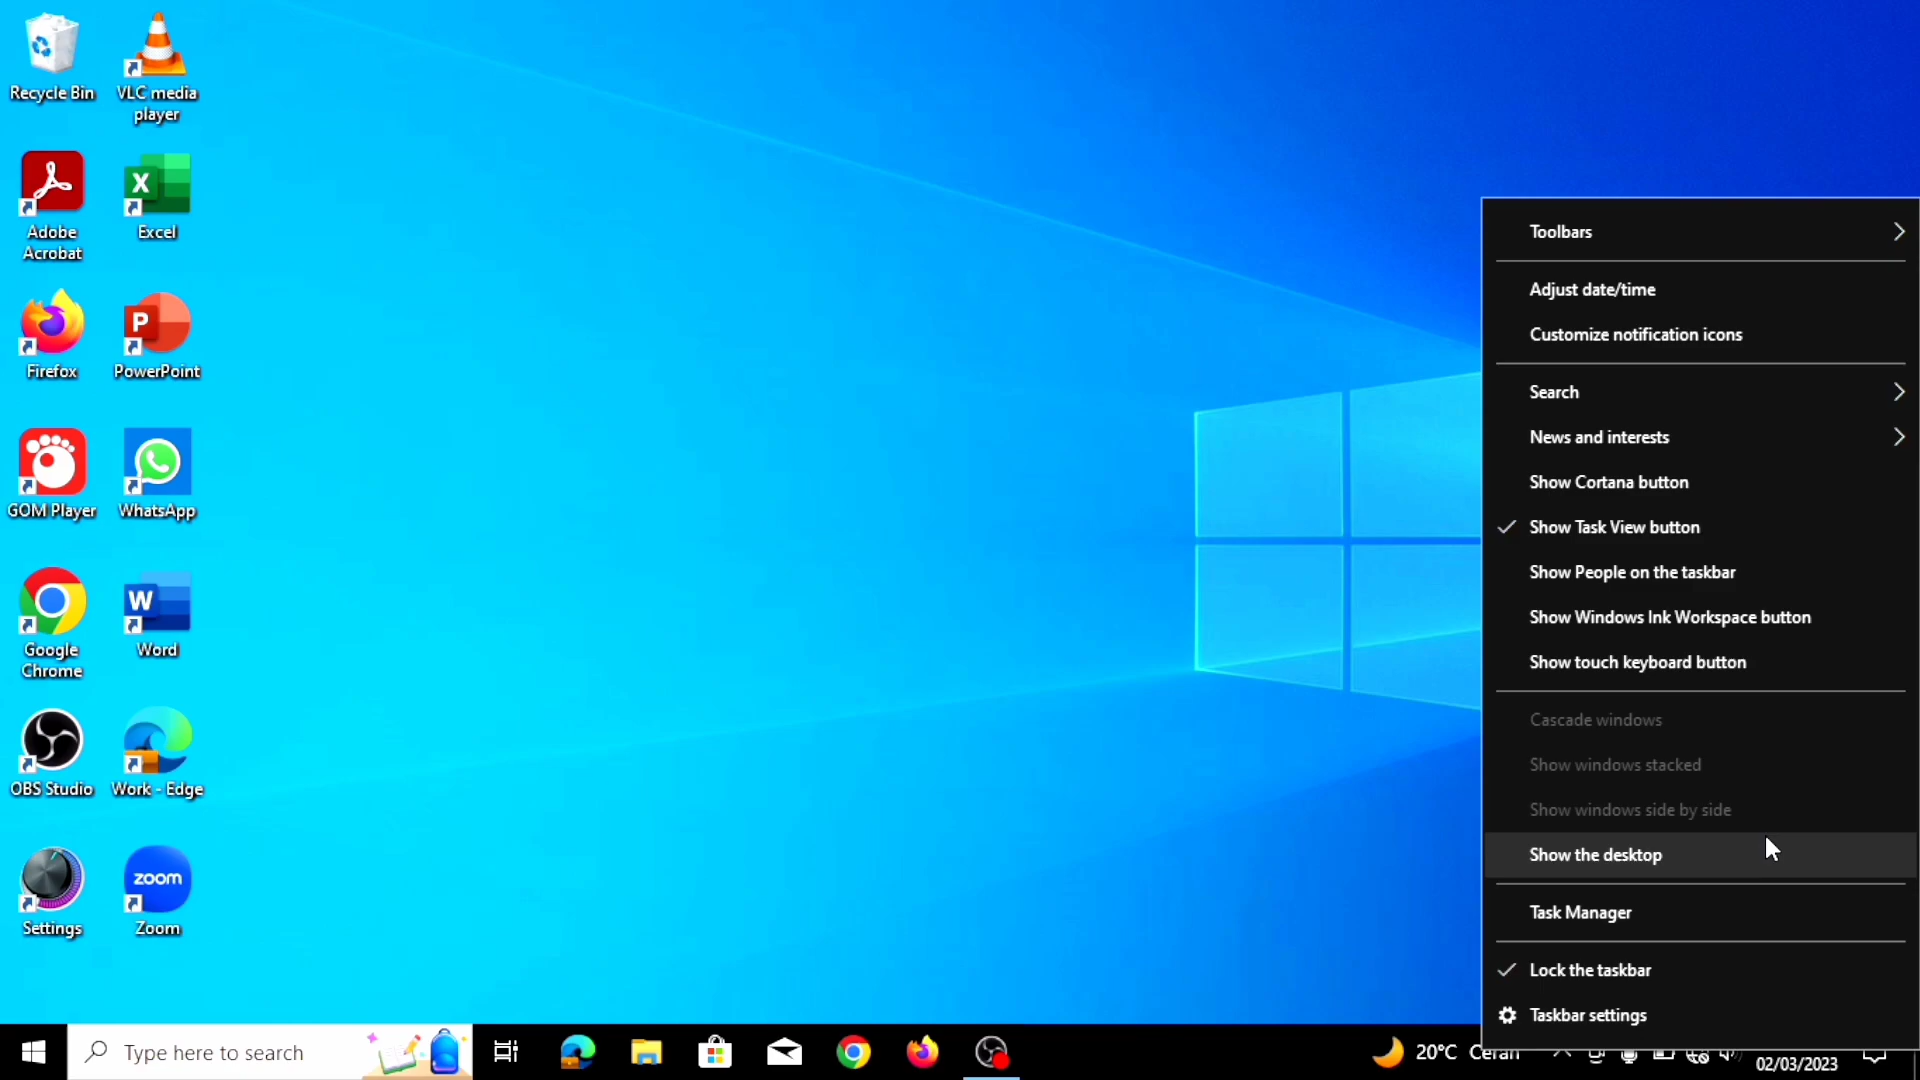 Recycle Bin
VLC media
player
Adobe
Acrobat
Excel
Firefox
PowerPoint
GOM Player
WhatsApp
Google
Chrome
Word
OBS Studio
Work - Edge
Settings
zoom
Zoom
Toolbars
Adjust date/time
Customize notification icons
Search
News and interests
Show Cortana button
Show Task View button
Show People on the taskbar
Show Windows Ink Workspace button
Show touch keyboard button
Cascade windows
Show windows stacked
Show windows side by side
Show the desktop
Task Manager
Lock the taskbar
Taskbar settings
Type here to search
20°C Cerah
02/03/2023